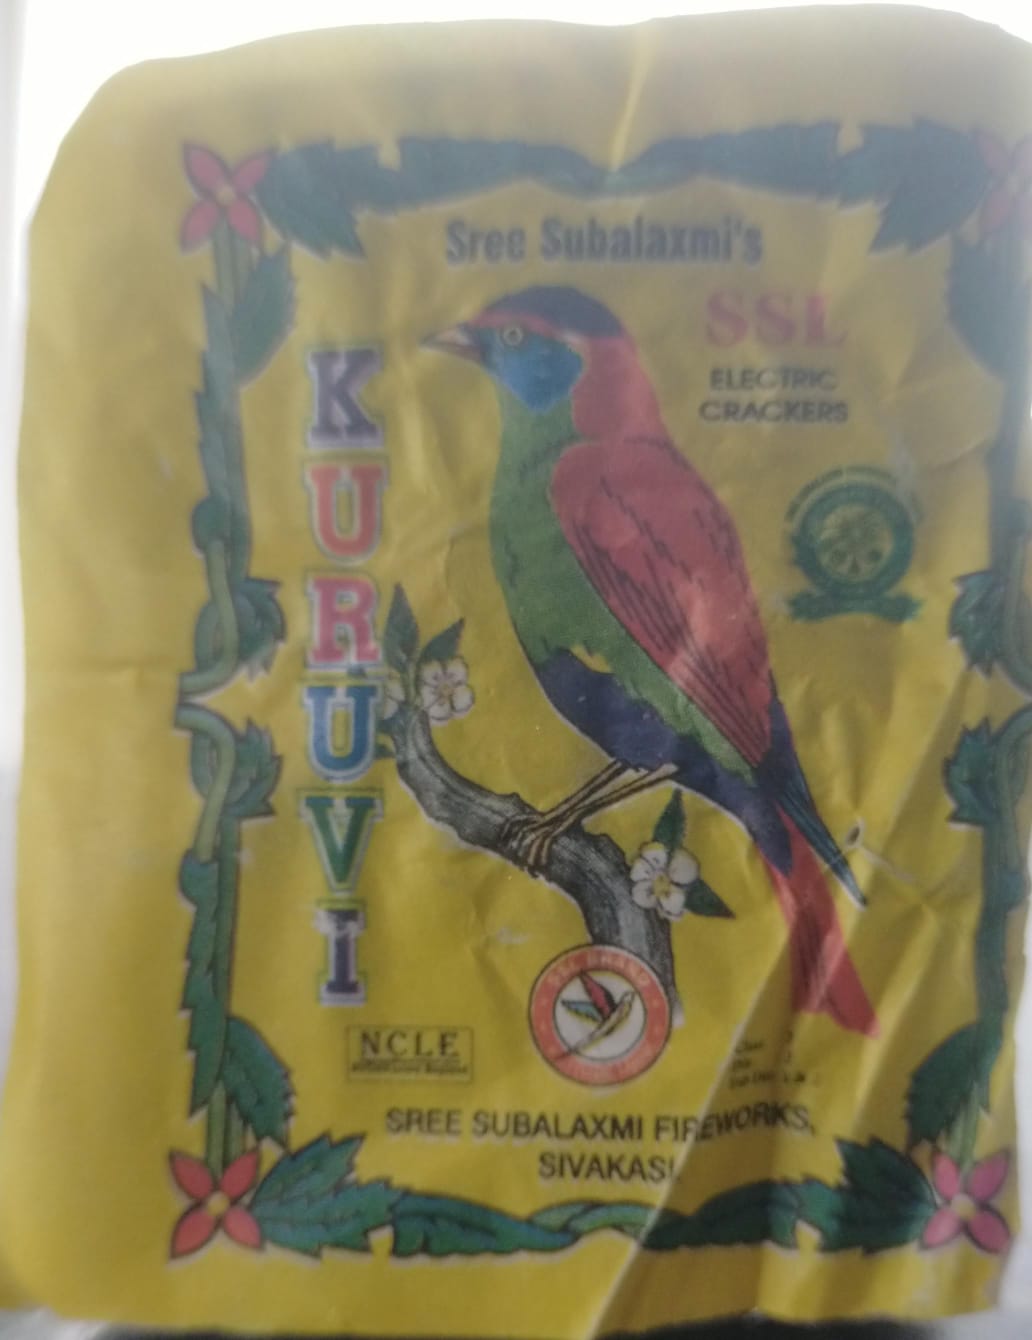 Sree Subalaxmi's
SSL
ELECTRIC
CRACKERS
KURUVI
NCLE
SREE SUBALAXMI FIREWORKS,
SIVAKASI.